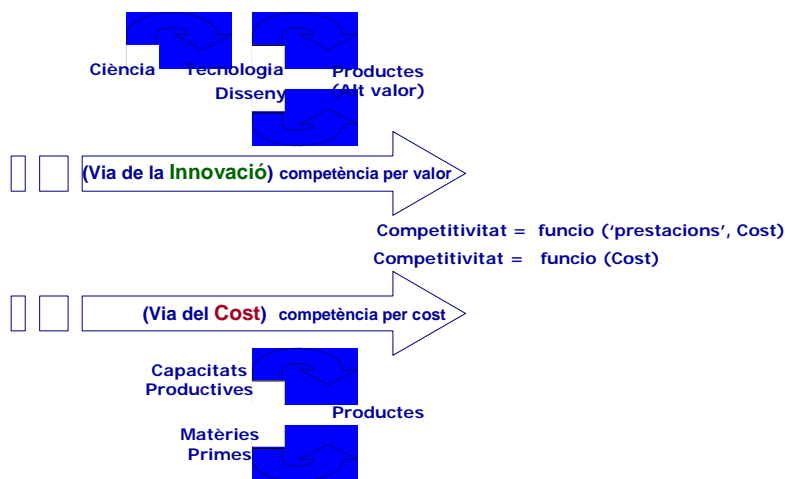 Ciència Tecnologia Productes
Disseny (Alt valor)
(Via de la Innovació) competència per valor
Competitivitat = funcio (‘prestacions’, Cost)
Competitivitat = funcio (Cost)
(Via del Cost) competència per cost
Capacitats
Productives
Productes
Matèries
Primes